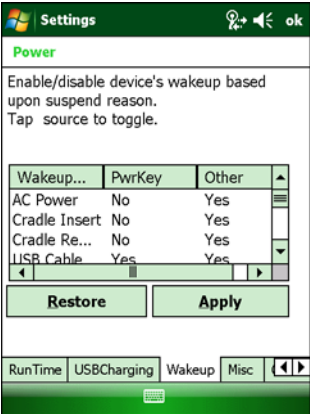 Settings ok
Power
Enable/disable device's wakeup based
upon suspend reason.
Tap source to toggle.
Wakeup... PwrKey Other
AC Power No Yes
Cradle Insert No Yes
Cradle Re... No Yes
USB Cable Yes Yes
Restore Apply
RunTime USBCharging Wakeup Misc